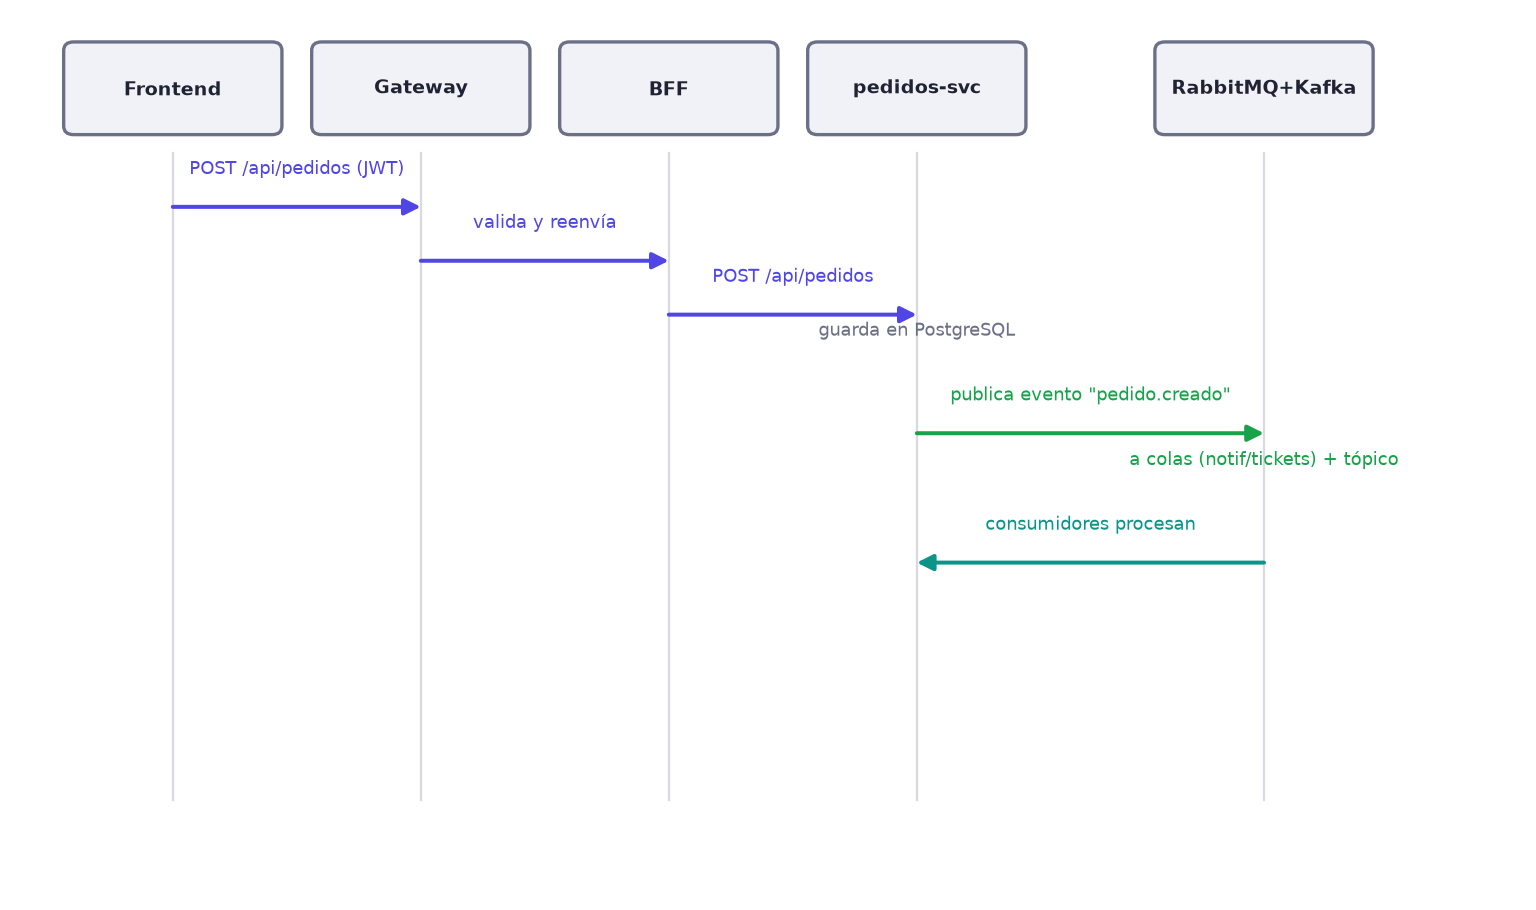 Frontend
Gateway
BFF
pedidos-svc
RabbitMQ+Kafka
POST /api/pedidos (JWT)
valida y reenvía
POST /api/pedidos
guarda en PostgreSQL
publica evento "pedido.creado"
a colas (notif/tickets) + tópico
consumidores procesan